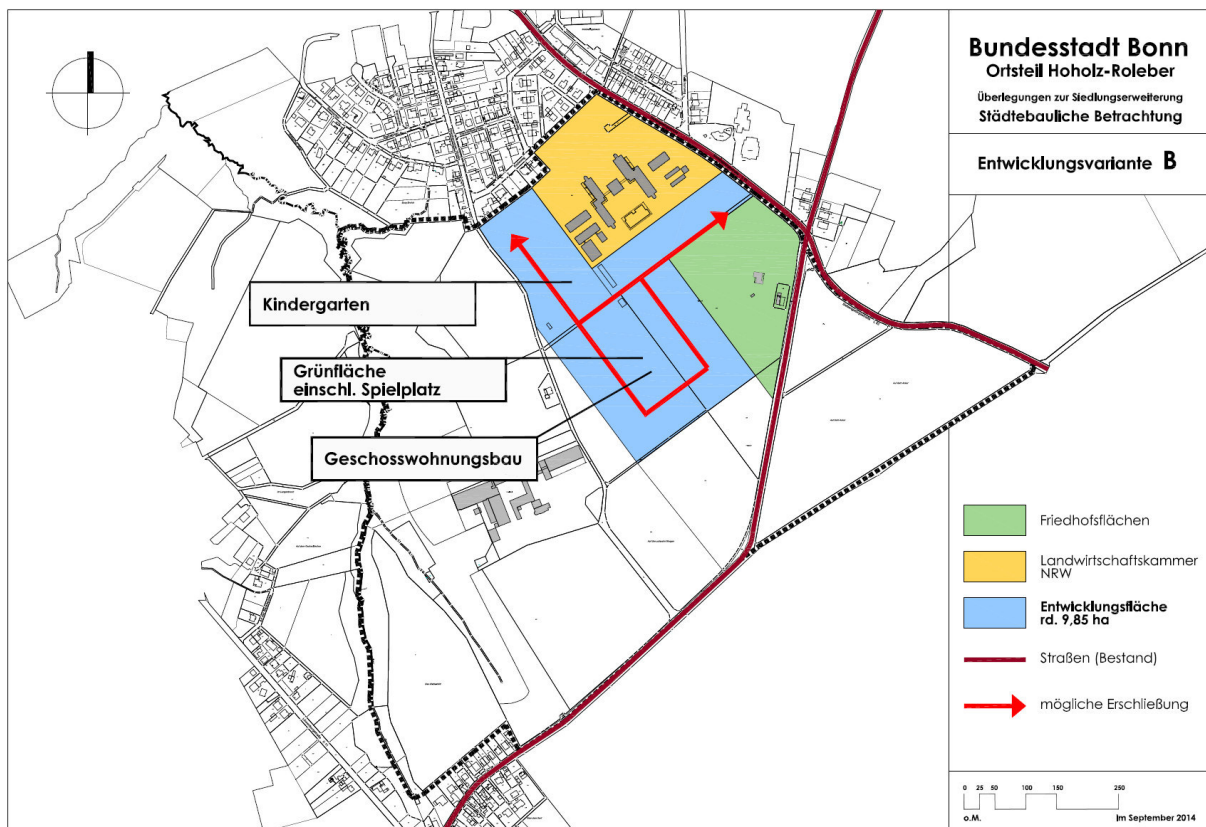 Bundesstadt Bonn
Ortsteil Hoholz-Roleber
Überlegungen zur Siedlungserweiterung
Städtebauliche Betrachtung
Entwicklungsvariante B
Kindergarten
Grünfläche
einschl. Spielplatz
Geschosswohnungsbau
Friedhofsflächen
Landwirtschaftskammer
NRW
Entwicklungsfläche
rd. 9,85 ha
Straßen (Bestand)
mögliche Erschließung
0 25 50 100 150 250
o.M. Im September 2014